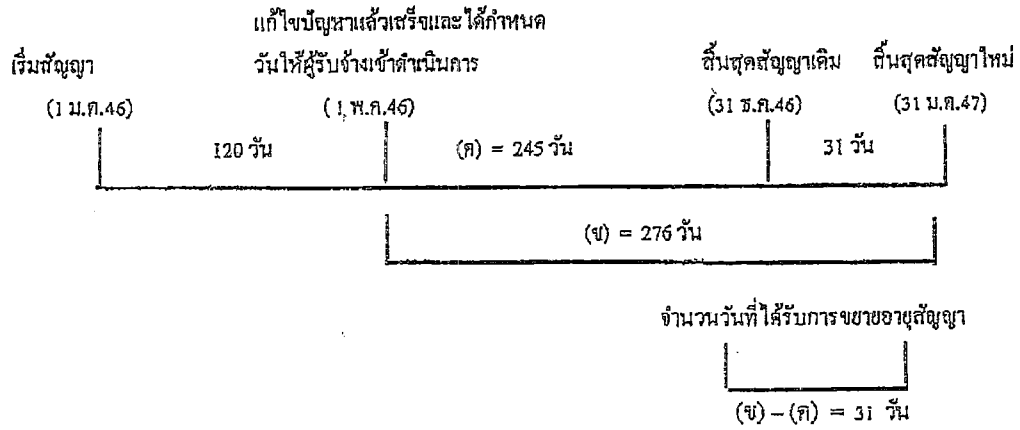 แก้ไขปัญหาแล้วเสร็จและได้กำหนด
เริ่มสัญญา วันให้ผู้รับจ้างเข้าดำเนินการ สิ้นสุดสัญญาเดิม สิ้นสุดสัญญาใหม่
(1 ม.ค.46) (1 พ.ค.46) (31 ธ.ค.46) (31 ม.ค.47)
120 วัน (ค) = 245 วัน 31 วัน
(ข) = 276 วัน
จำนวนวันที่ได้รับการขยายอายุสัญญา
(ข) – (ค) = 31 วัน